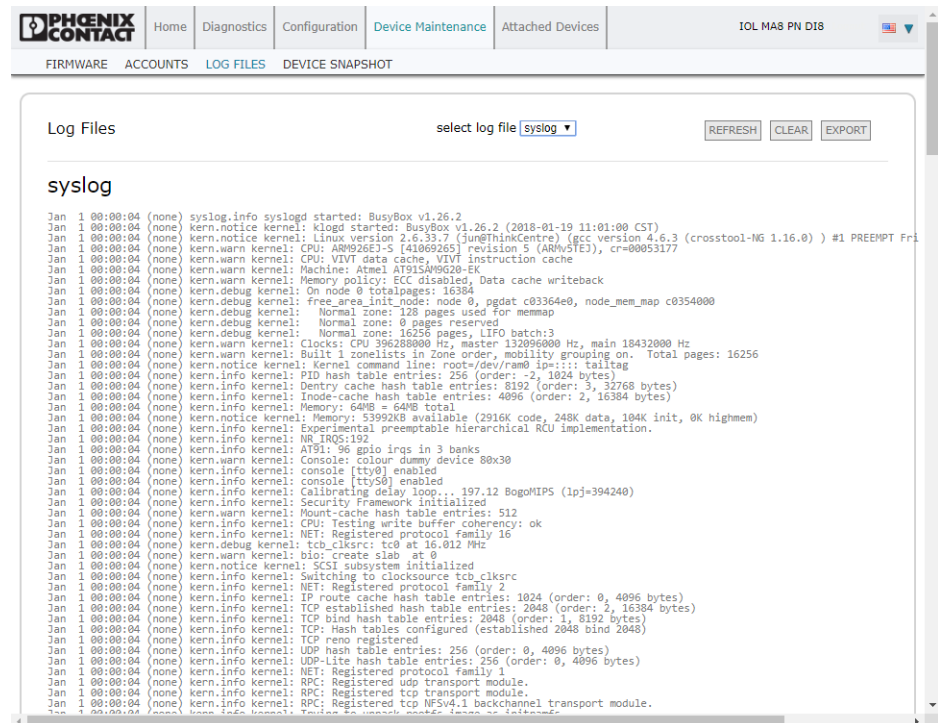 PHŒNIX
CONTACT
Home
Diagnostics
Configuration
Device Maintenance
Attached Devices
IOL MA8 PN DI8
FIRMWARE ACCOUNTS LOG FILES DEVICE SNAPSHOT
Log Files
select log file syslog
REFRESH CLEAR EXPORT
syslog
Jan 1 00:00:04 (none) syslog.info syslogd started: BusyBox v1.26.2
Jan 1 00:00:04 (none) kern.notice kernel: klogd started: BusyBox v1.26.2 (2018-01-19 11:01:00 CST)
Jan 1 00:00:04 (none) kern.notice kernel: Linux version 2.6.33.7 (jun@ThinkCentre) (gcc version 4.6.3 (crosstool-NG 1.16.0) ) #1 PREEMPT Fri
Jan 1 00:00:04 (none) kern.warn kernel: CPU: ARM926EJ-S [41069265] revision 5 (ARMv5TEJ), cr=00053177
Jan 1 00:00:04 (none) kern.warn kernel: CPU: VIVT data cache, VIVT instruction cache
Jan 1 00:00:04 (none) kern.warn kernel: Machine: Atmel AT91SAM9G20-EK
Jan 1 00:00:04 (none) kern.warn kernel: Memory policy: ECC disabled, Data cache writeback
Jan 1 00:00:04 (none) kern.debug kernel: On node 0 totalpages: 16384
Jan 1 00:00:04 (none) kern.debug kernel: free_area_init_node: node 0, pgdat c03364e0, node_mem_map c0354000
Jan 1 00:00:04 (none) kern.debug kernel: Normal zone: 128 pages used for memmap
Jan 1 00:00:04 (none) kern.debug kernel: Normal zone: 0 pages reserved
Jan 1 00:00:04 (none) kern.debug kernel: Normal zone: 16256 pages, LIFO batch:3
Jan 1 00:00:04 (none) kern.warn kernel: Clocks: CPU 396288000 Hz, master 132096000 Hz, main 18432000 Hz
Jan 1 00:00:04 (none) kern.warn kernel: Built 1 zonelists in Zone order, mobility grouping on. Total pages: 16256
Jan 1 00:00:04 (none) kern.notice kernel: Kernel command line: root=/dev/ram0 ip=:::: tailtag
Jan 1 00:00:04 (none) kern.info kernel: PID hash table entries: 256 (order: -2, 1024 bytes)
Jan 1 00:00:04 (none) kern.info kernel: Dentry cache hash table entries: 8192 (order: 3, 32768 bytes)
Jan 1 00:00:04 (none) kern.info kernel: Inode-cache hash table entries: 4096 (order: 2, 16384 bytes)
Jan 1 00:00:04 (none) kern.info kernel: Memory: 64MB = 64MB total
Jan 1 00:00:04 (none) kern.notice kernel: Memory: 53992KB available (2916K code, 248K data, 104K init, 0K highmem)
Jan 1 00:00:04 (none) kern.info kernel: Experimental preemptable hierarchical RCU implementation.
Jan 1 00:00:04 (none) kern.info kernel: NR_IRQS:192
Jan 1 00:00:04 (none) kern.info kernel: AT91: 96 gpio irqs in 3 banks
Jan 1 00:00:04 (none) kern.warn kernel: Console: colour dummy device 80x30
Jan 1 00:00:04 (none) kern.info kernel: console [tty0] enabled
Jan 1 00:00:04 (none) kern.info kernel: console [ttyS0] enabled
Jan 1 00:00:04 (none) kern.info kernel: Calibrating delay loop... 197.12 BogoMIPS (lpj=394240)
Jan 1 00:00:04 (none) kern.info kernel: Security Framework initialized
Jan 1 00:00:04 (none) kern.warn kernel: Mount-cache hash table entries: 512
Jan 1 00:00:04 (none) kern.info kernel: CPU: Testing write buffer coherency: ok
Jan 1 00:00:04 (none) kern.info kernel: NET: Registered protocol family 16
Jan 1 00:00:04 (none) kern.debug kernel: tcb_clksrc: tc0 at 16.012 MHz
Jan 1 00:00:04 (none) kern.warn kernel: bio: create slab at 0
Jan 1 00:00:04 (none) kern.notice kernel: SCSI subsystem initialized
Jan 1 00:00:04 (none) kern.info kernel: Switching to clocksource tcb_clksrc
Jan 1 00:00:04 (none) kern.info kernel: NET: Registered protocol family 2
Jan 1 00:00:04 (none) kern.info kernel: IP route cache hash table entries: 1024 (order: 0, 4096 bytes)
Jan 1 00:00:04 (none) kern.info kernel: TCP established hash table entries: 2048 (order: 2, 16384 bytes)
Jan 1 00:00:04 (none) kern.info kernel: TCP bind hash table entries: 2048 (order: 1, 8192 bytes)
Jan 1 00:00:04 (none) kern.info kernel: TCP: Hash tables configured (established 2048 bind 2048)
Jan 1 00:00:04 (none) kern.info kernel: TCP reno registered
Jan 1 00:00:04 (none) kern.info kernel: UDP hash table entries: 256 (order: 0, 4096 bytes)
Jan 1 00:00:04 (none) kern.info kernel: UDP-Lite hash table entries: 256 (order: 0, 4096 bytes)
Jan 1 00:00:04 (none) kern.info kernel: NET: Registered protocol family 1
Jan 1 00:00:04 (none) kern.info kernel: RPC: Registered udp transport module.
Jan 1 00:00:04 (none) kern.info kernel: RPC: Registered tcp transport module.
Jan 1 00:00:04 (none) kern.info kernel: RPC: Registered tcp NFSv4.1 backchannel transport module.